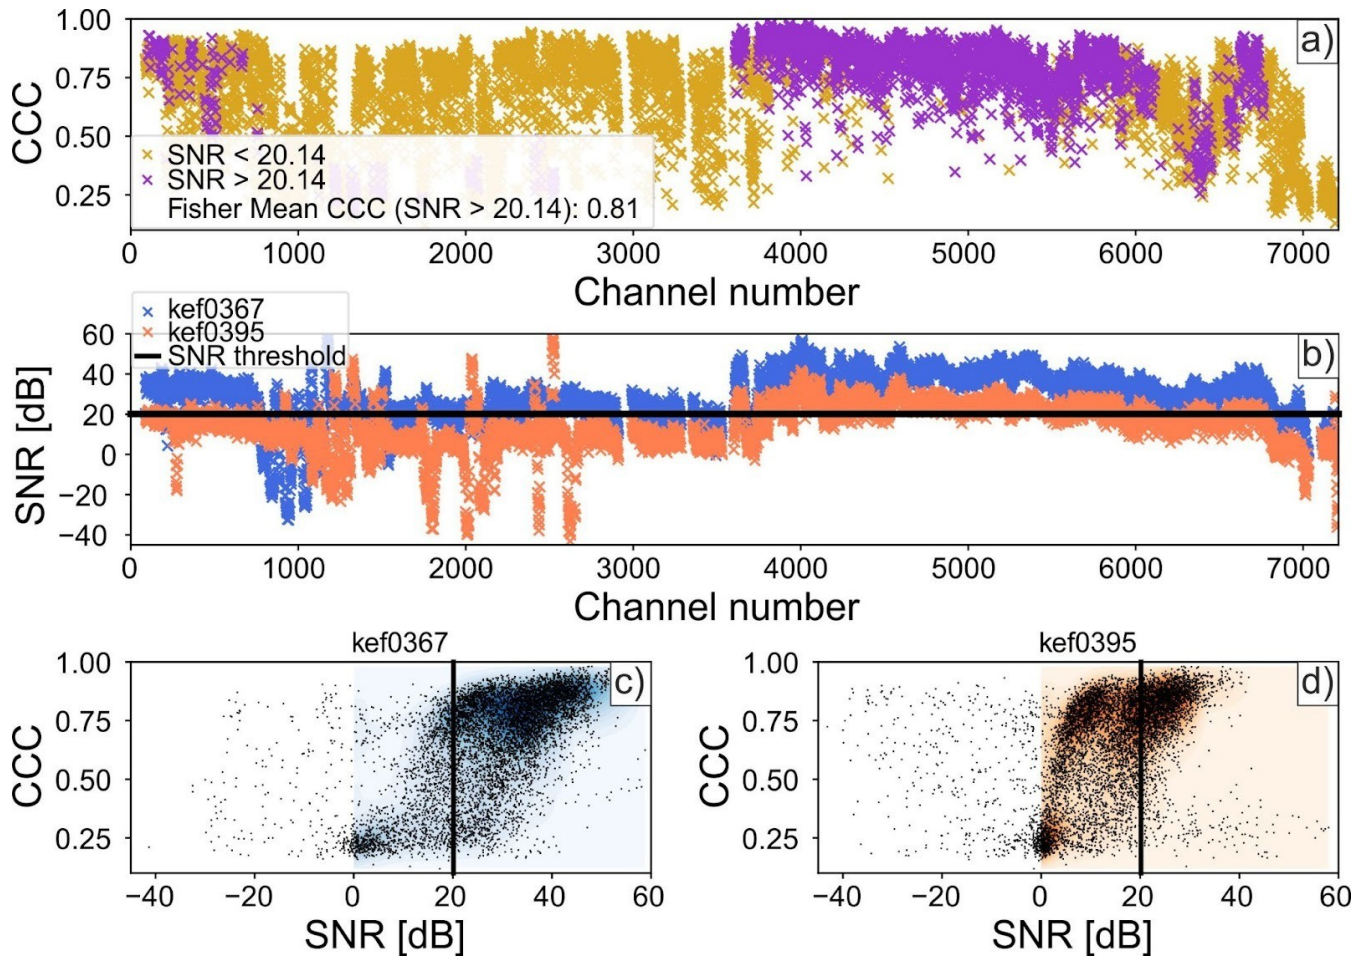 1.00
0.75
0.50
0.25
CCC
a)
SNR < 20.14
SNR > 20.14
Fisher Mean CCC (SNR > 20.14): 0.81
0 1000 2000 3000 4000 5000 6000 7000
Channel number
kef0367
kef0395
SNR threshold
b)
60
40
20
0
−20
−40
SNR [dB]
0 1000 2000 3000 4000 5000 6000 7000
Channel number
kef0367
1.00
0.75
0.50
0.25
CCC
c)
−40 −20 0 20 40 60
SNR [dB]
kef0395
1.00
0.75
0.50
0.25
CCC
d)
−40 −20 0 20 40 60
SNR [dB]